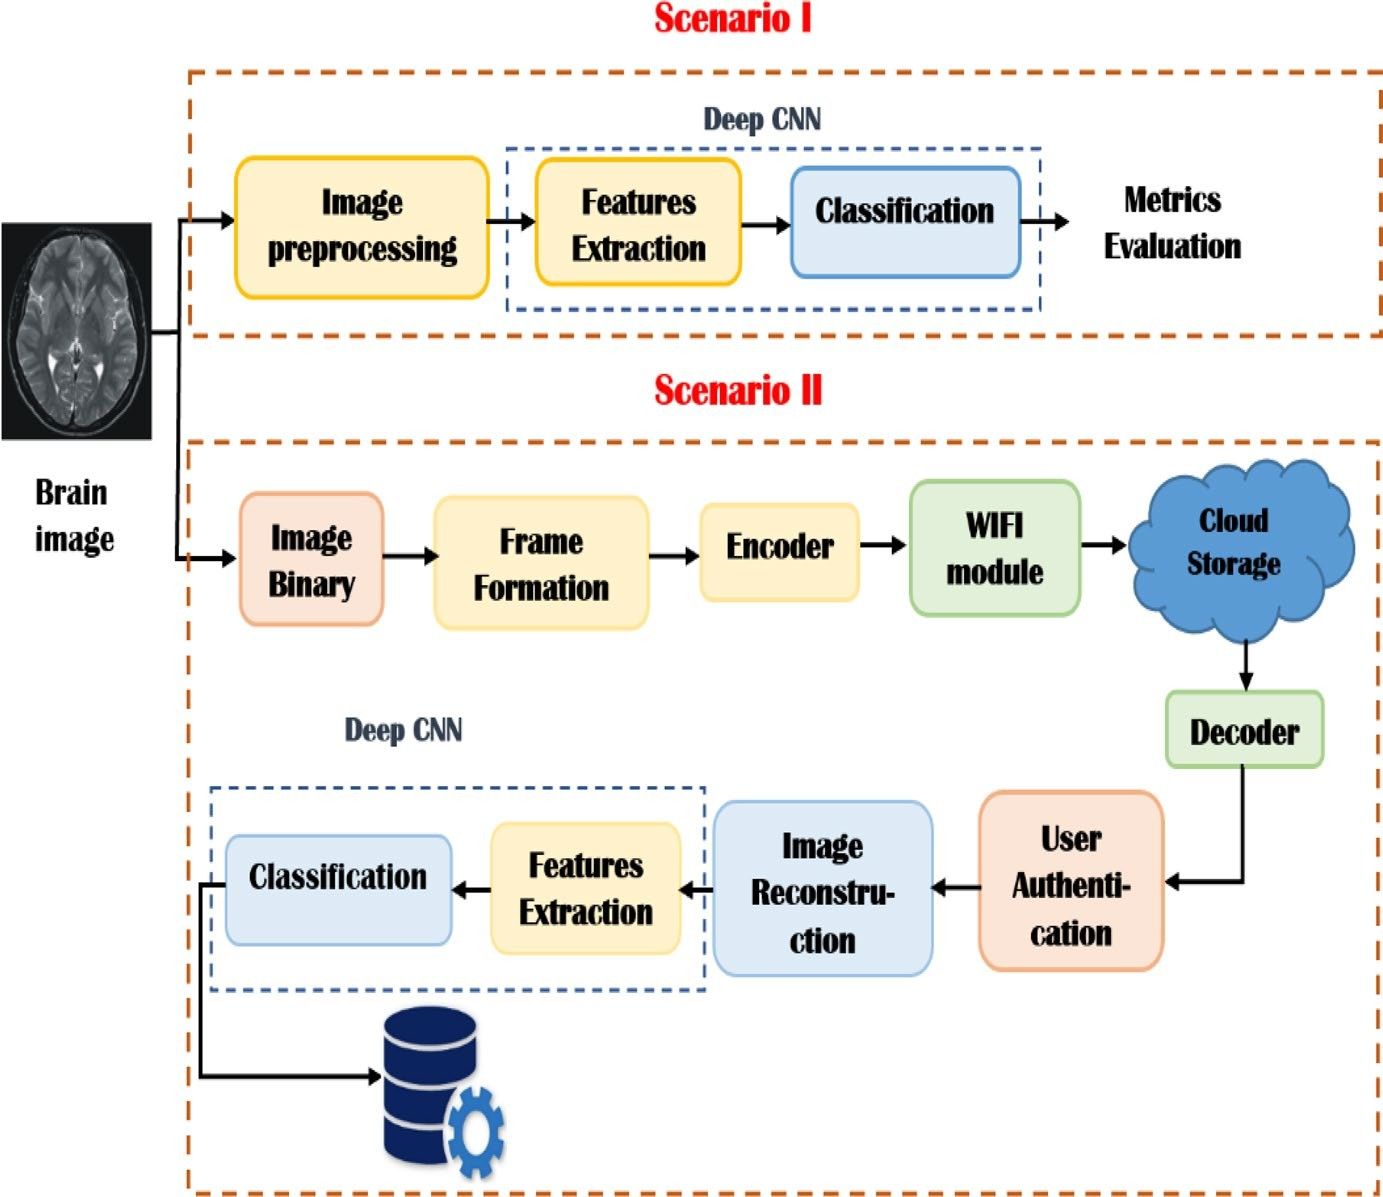 Scenario I
Deep CNN
Image
preprocessing
Features
Extraction
Classification
Metrics
Evaluation
Brain
image
Scenario II
Image
Binary
Frame
Formation
Encoder
WIFI
module
Cloud
Storage
Decoder
User
Authenti-
cation
Image
Reconstru-
ction
Deep CNN
Features
Extraction
Classification